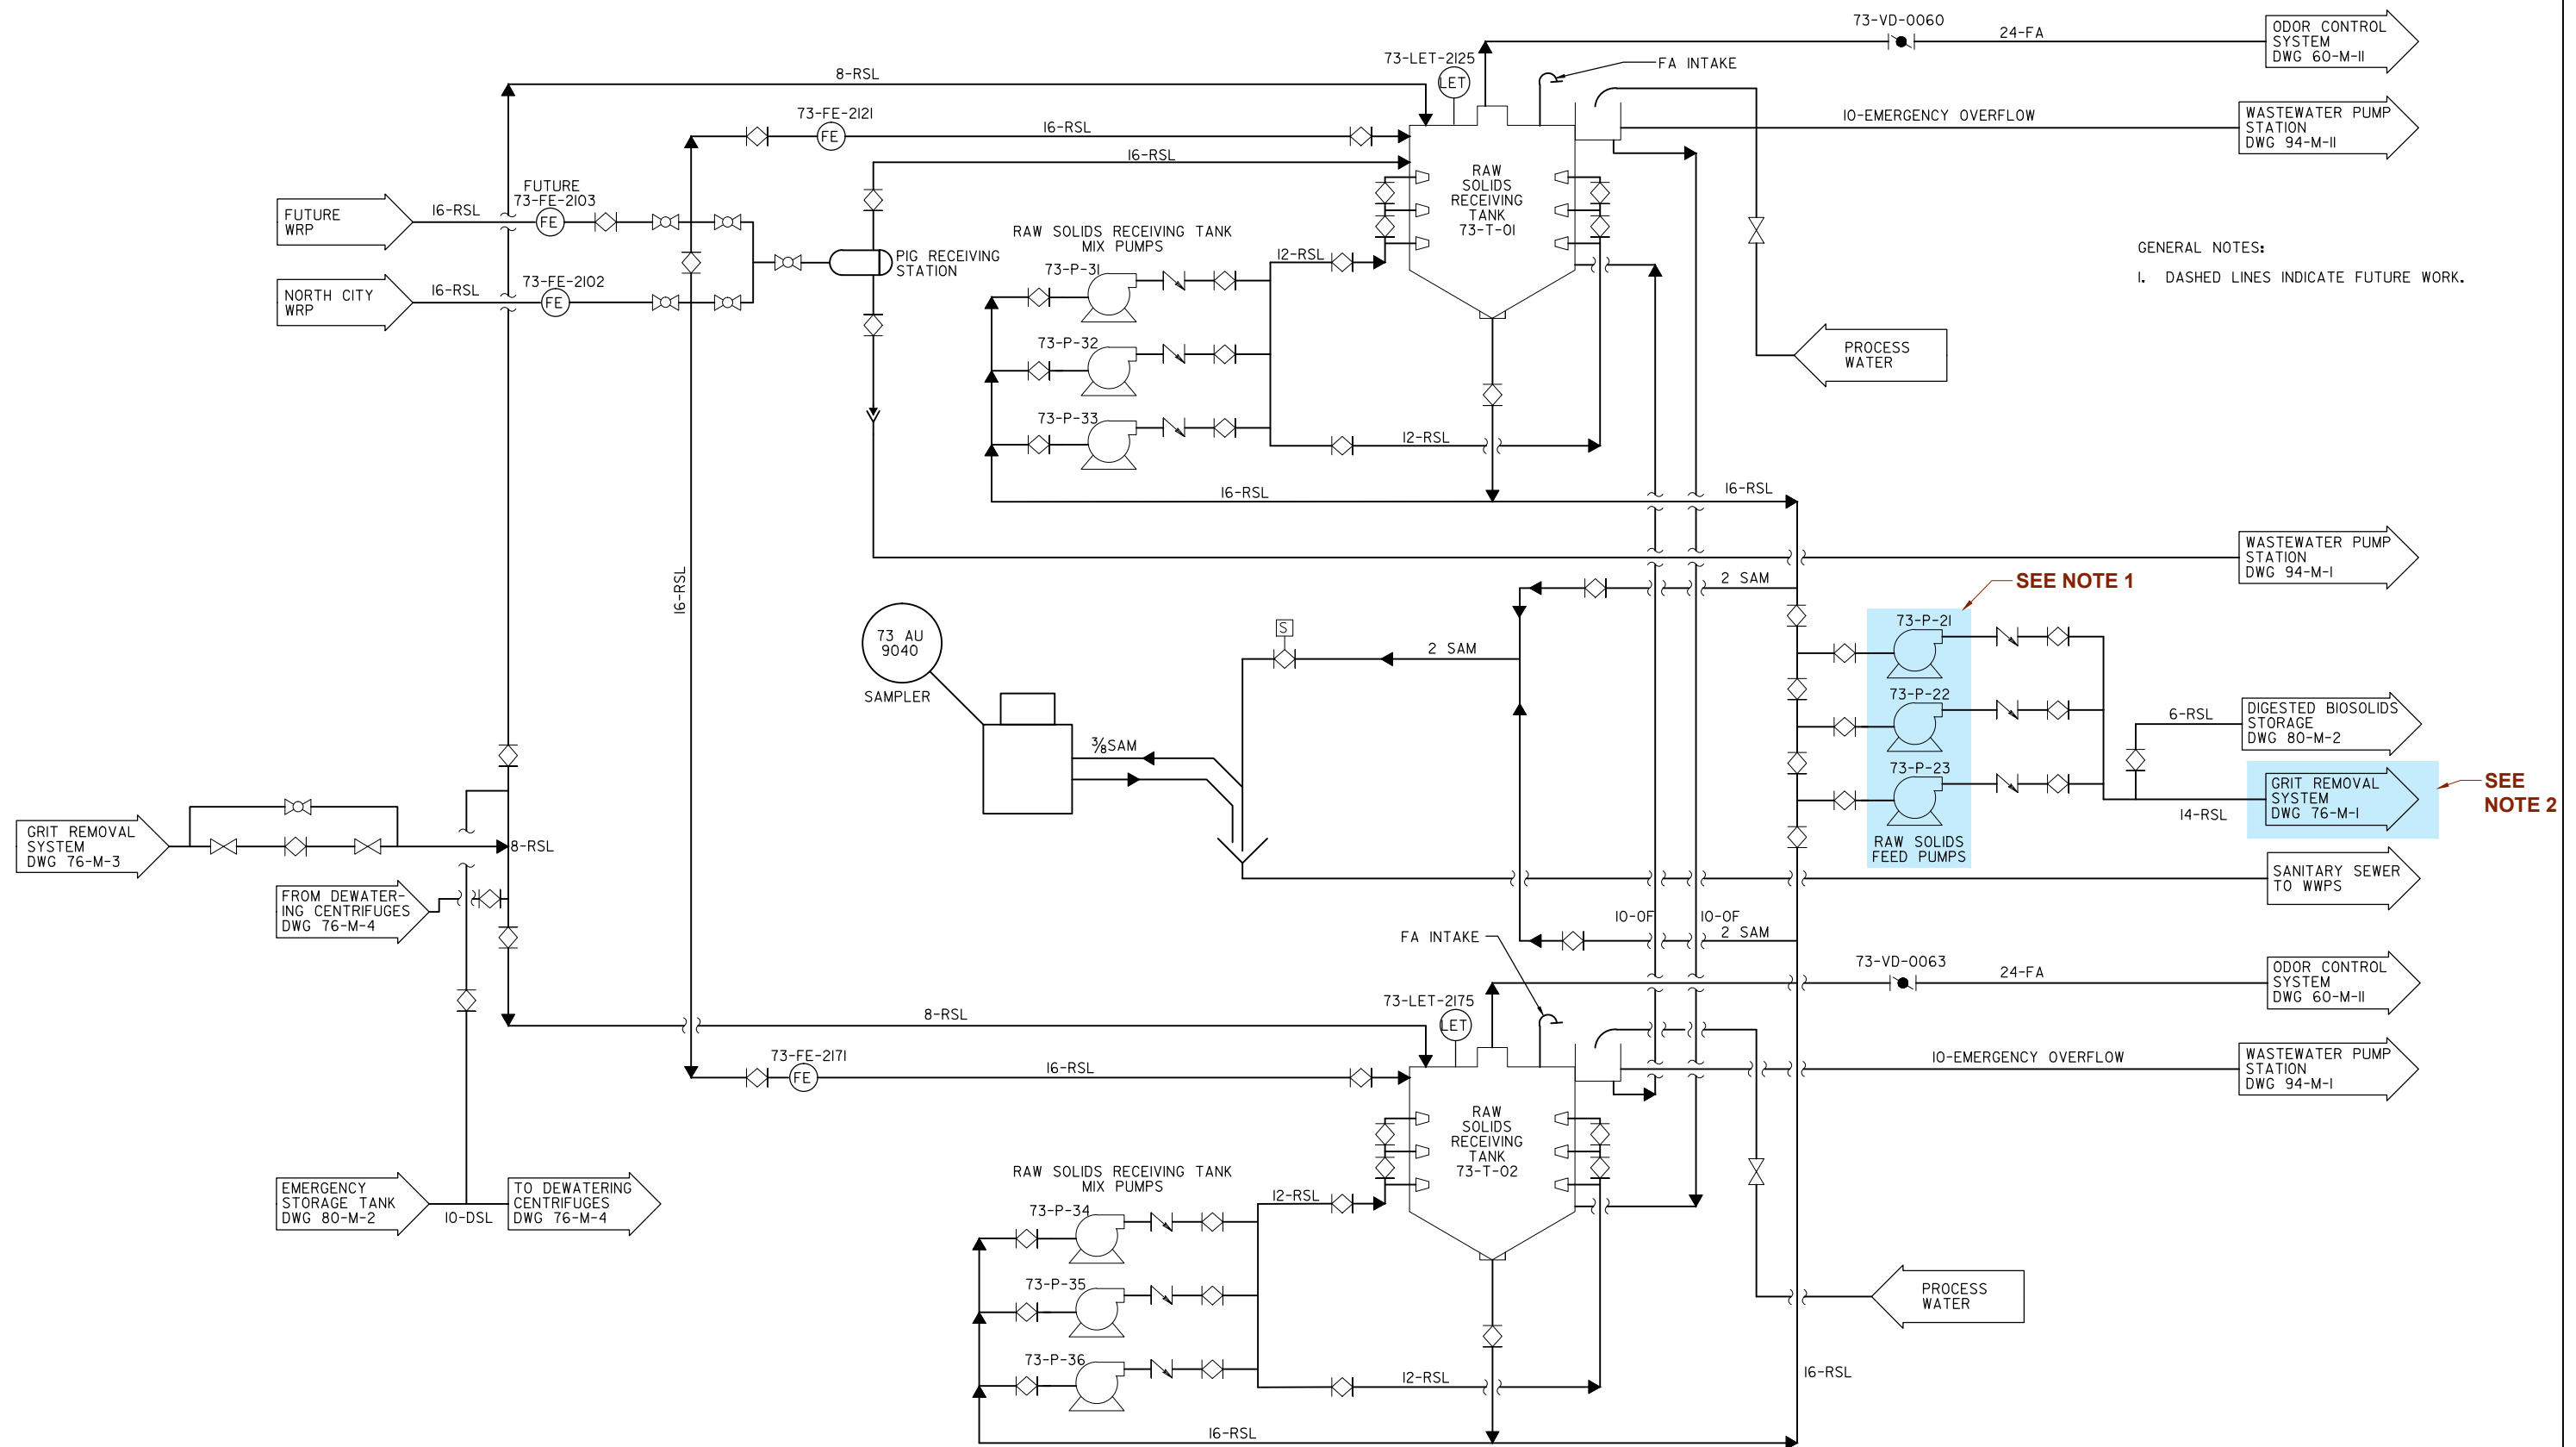 73-VD-0060
24-FA
ODOR CONTROL
SYSTEM
DWG 60-M-11
73-LET-2125
LET
FA INTAKE
8-RSL
73-FE-2121
FE
16-RSL
10-EMERGENCY OVERFLOW
WASTEWATER PUMP
STATION
DWG 94-M-11
16-RSL
RAW
SOLIDS
RECEIVING
TANK
73-T-01
FUTURE
73-FE-2103
FUTURE
WRP
16-RSL
FE
RAW SOLIDS RECEIVING TANK
MIX PUMPS
PIG RECEIVING
STATION
12-RSL
GENERAL NOTES:
1. DASHED LINES INDICATE FUTURE WORK.
73-P-31
NORTH CITY
WRP
16-RSL
73-FE-2102
FE
73-P-32
PROCESS
WATER
73-P-33
12-RSL
16-RSL
16-RSL
16-RSL
WASTEWATER PUMP
STATION
DWG 94-M-1
2 SAM
SEE NOTE 1
73-P-21
S
73 AU
9040
2 SAM
SAMPLER
73-P-22
6-RSL
DIGESTED BIOSOLIDS
STORAGE
DWG 80-M-2
3/8SAM
73-P-23
GRIT REMOVAL
SYSTEM
DWG 76-M-1
SEE
NOTE 2
14-RSL
RAW SOLIDS
FEED PUMPS
GRIT REMOVAL
SYSTEM
DWG 76-M-3
8-RSL
SANITARY SEWER
TO WWPS
FROM DEWATER-
ING CENTRIFUGES
DWG 76-M-4
10-OF
10-OF
2 SAM
FA INTAKE
73-VD-0063
24-FA
ODOR CONTROL
SYSTEM
DWG 60-M-11
73-LET-2175
LET
8-RSL
73-FE-2171
FE
16-RSL
10-EMERGENCY OVERFLOW
WASTEWATER PUMP
STATION
DWG 94-M-1
RAW
SOLIDS
RECEIVING
TANK
73-T-02
RAW SOLIDS RECEIVING TANK
MIX PUMPS
12-RSL
EMERGENCY
STORAGE TANK
DWG 80-M-2
10-DSL
TO DEWATERING
CENTRIFUGES
DWG 76-M-4
73-P-34
73-P-35
PROCESS
WATER
73-P-36
12-RSL
16-RSL
16-RSL